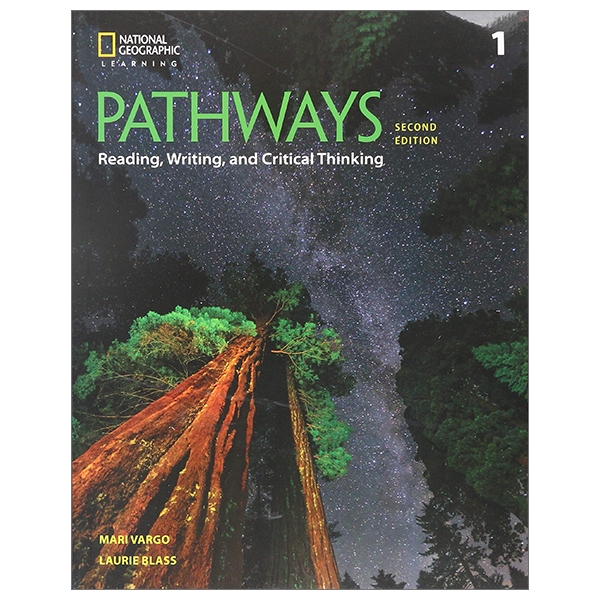 NATIONAL
GEOGRAPHIC
LEARNING
1
PATHWAYS
SECOND
EDITION
Reading, Writing, and Critical Thinking
MARI VARGO
LAURIE BLASS